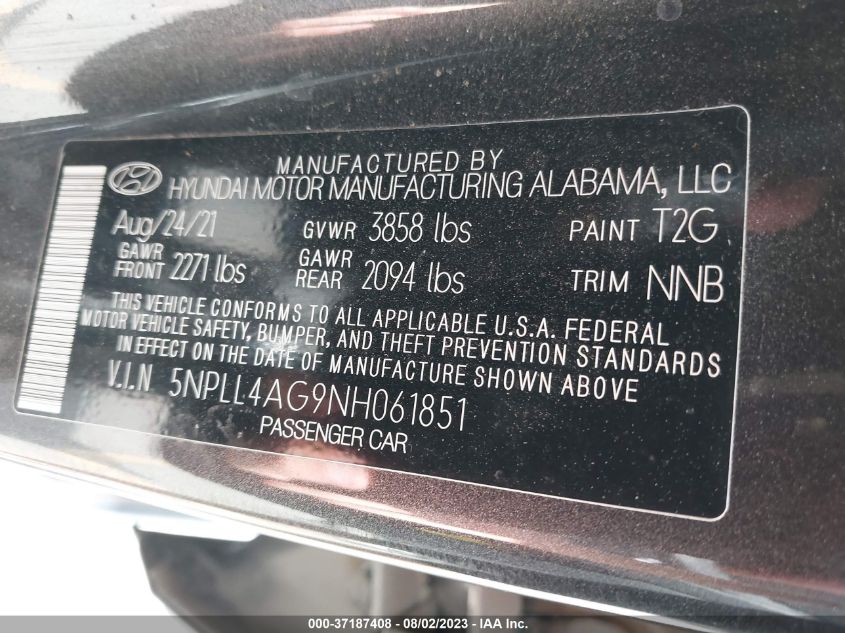 MANUFACTURED BY
HYUNDAI MOTOR MANUFACTURING ALABAMA, LLC
Aug/24/21 GVWR 3858 lbs PAINT T2G
GAWR FRONT 2271 lbs GAWR REAR 2094 lbs TRIM NNB
THIS VEHICLE CONFORMS TO ALL APPLICABLE U.S.A. FEDERAL
MOTOR VEHICLE SAFETY, BUMPER, AND THEFT PREVENTION STANDARDS
IN EFFECT ON THE DATE OF MANUFACTURE SHOWN ABOVE
V.I.N 5NPLL4AG9NH061851
PASSENGER CAR
000-37187408 - 08/02/2023 - © IAA, Inc.